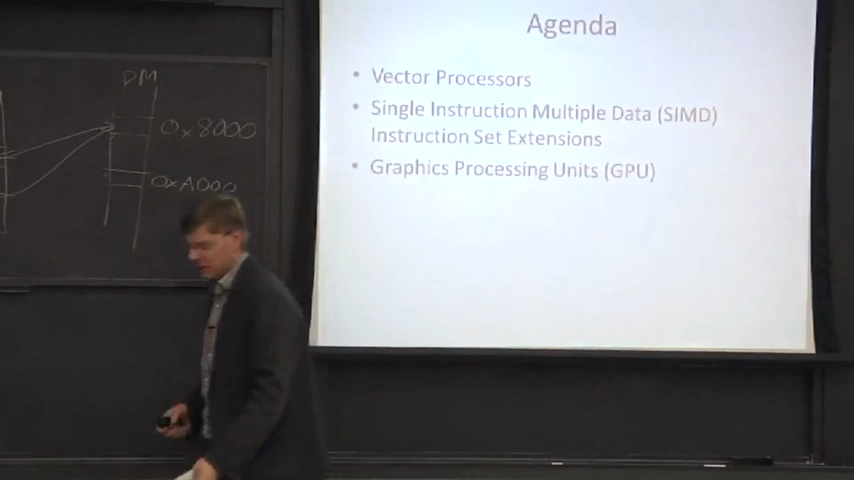 PM
0x8000
0xA000
Agenda
• Vector Processors
• Single Instruction Multiple Data (SIMD)
Instruction Set Extensions
• Graphics Processing Units (GPU)